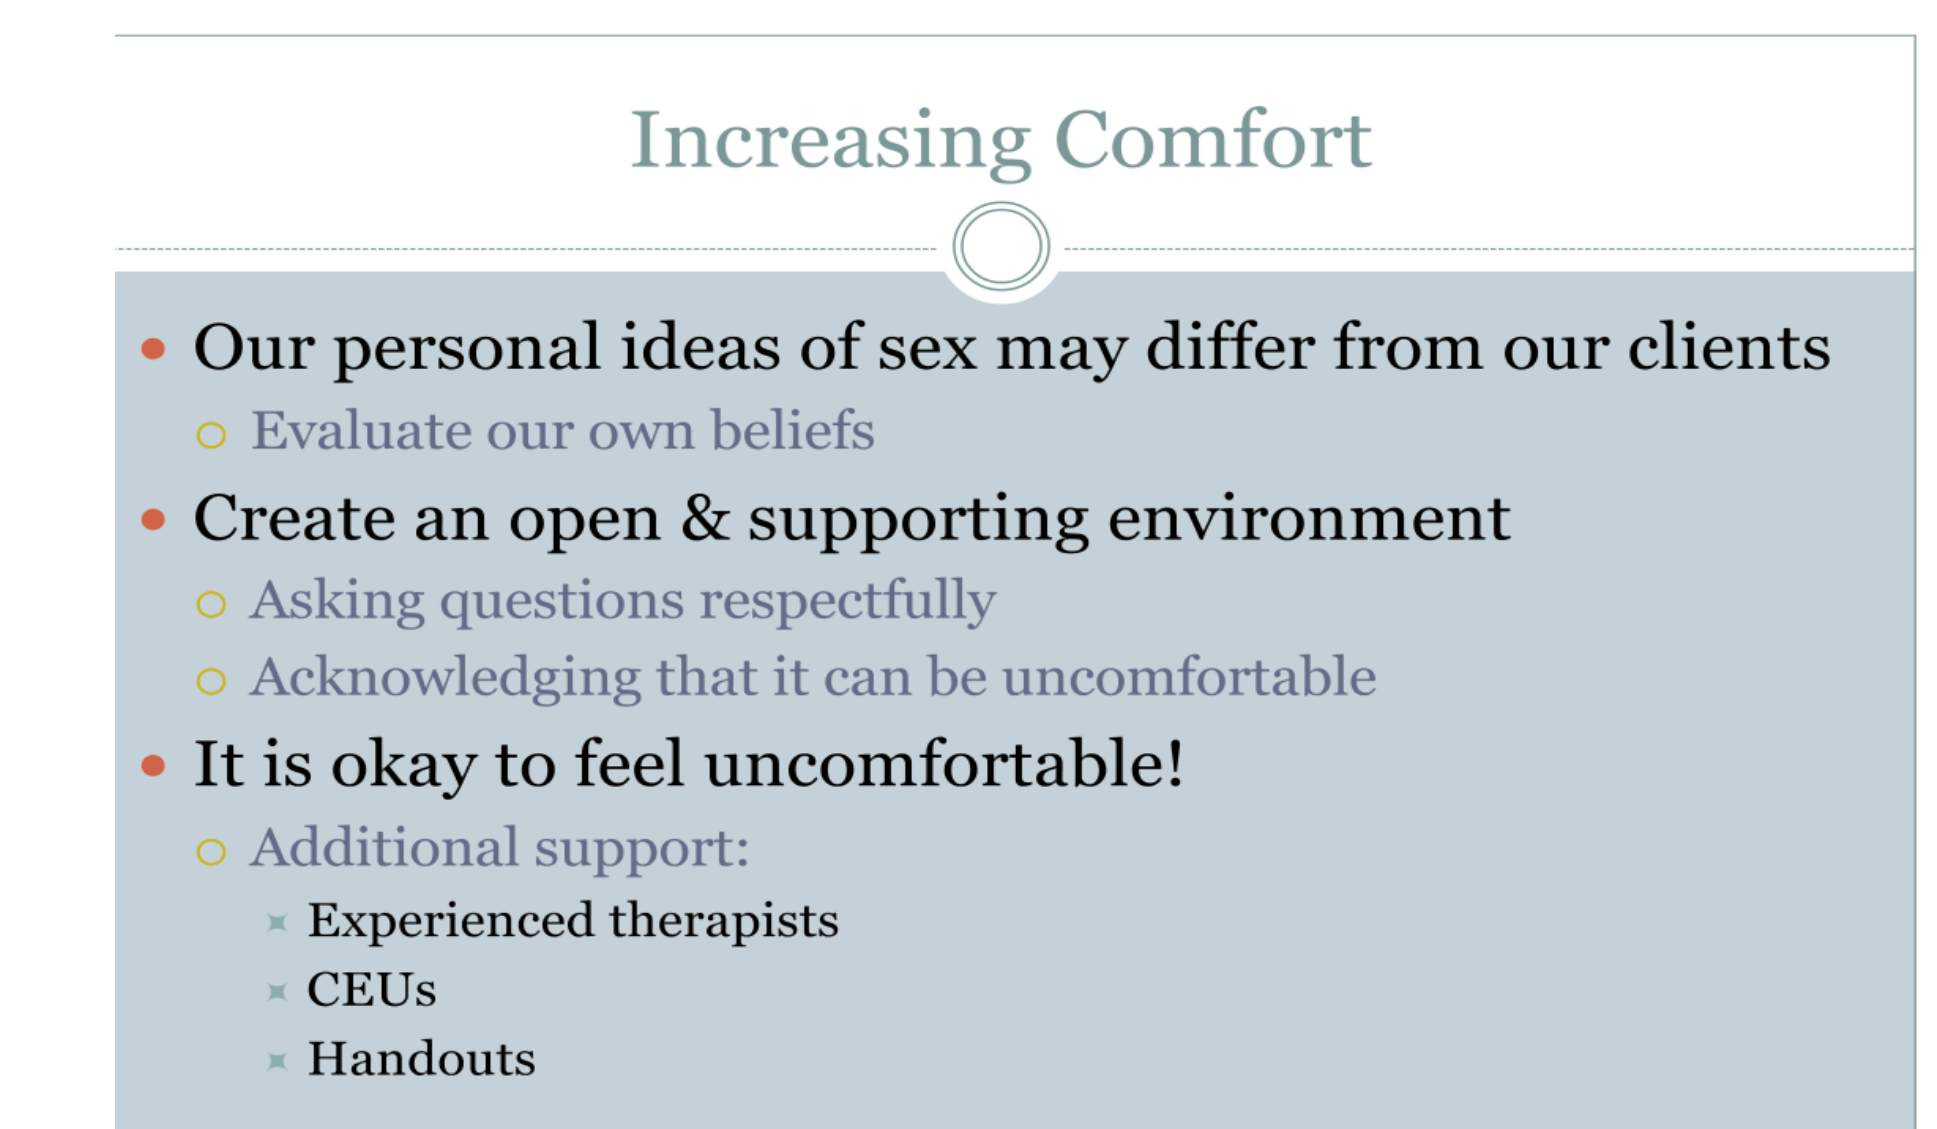 Increasing Comfort
Our personal ideas of sex may differ from our clients
Evaluate our own beliefs
Create an open & supporting environment
Asking questions respectfully
Acknowledging that it can be uncomfortable
It is okay to feel uncomfortable!
Additional support:
Experienced therapists
CEUs
Handouts